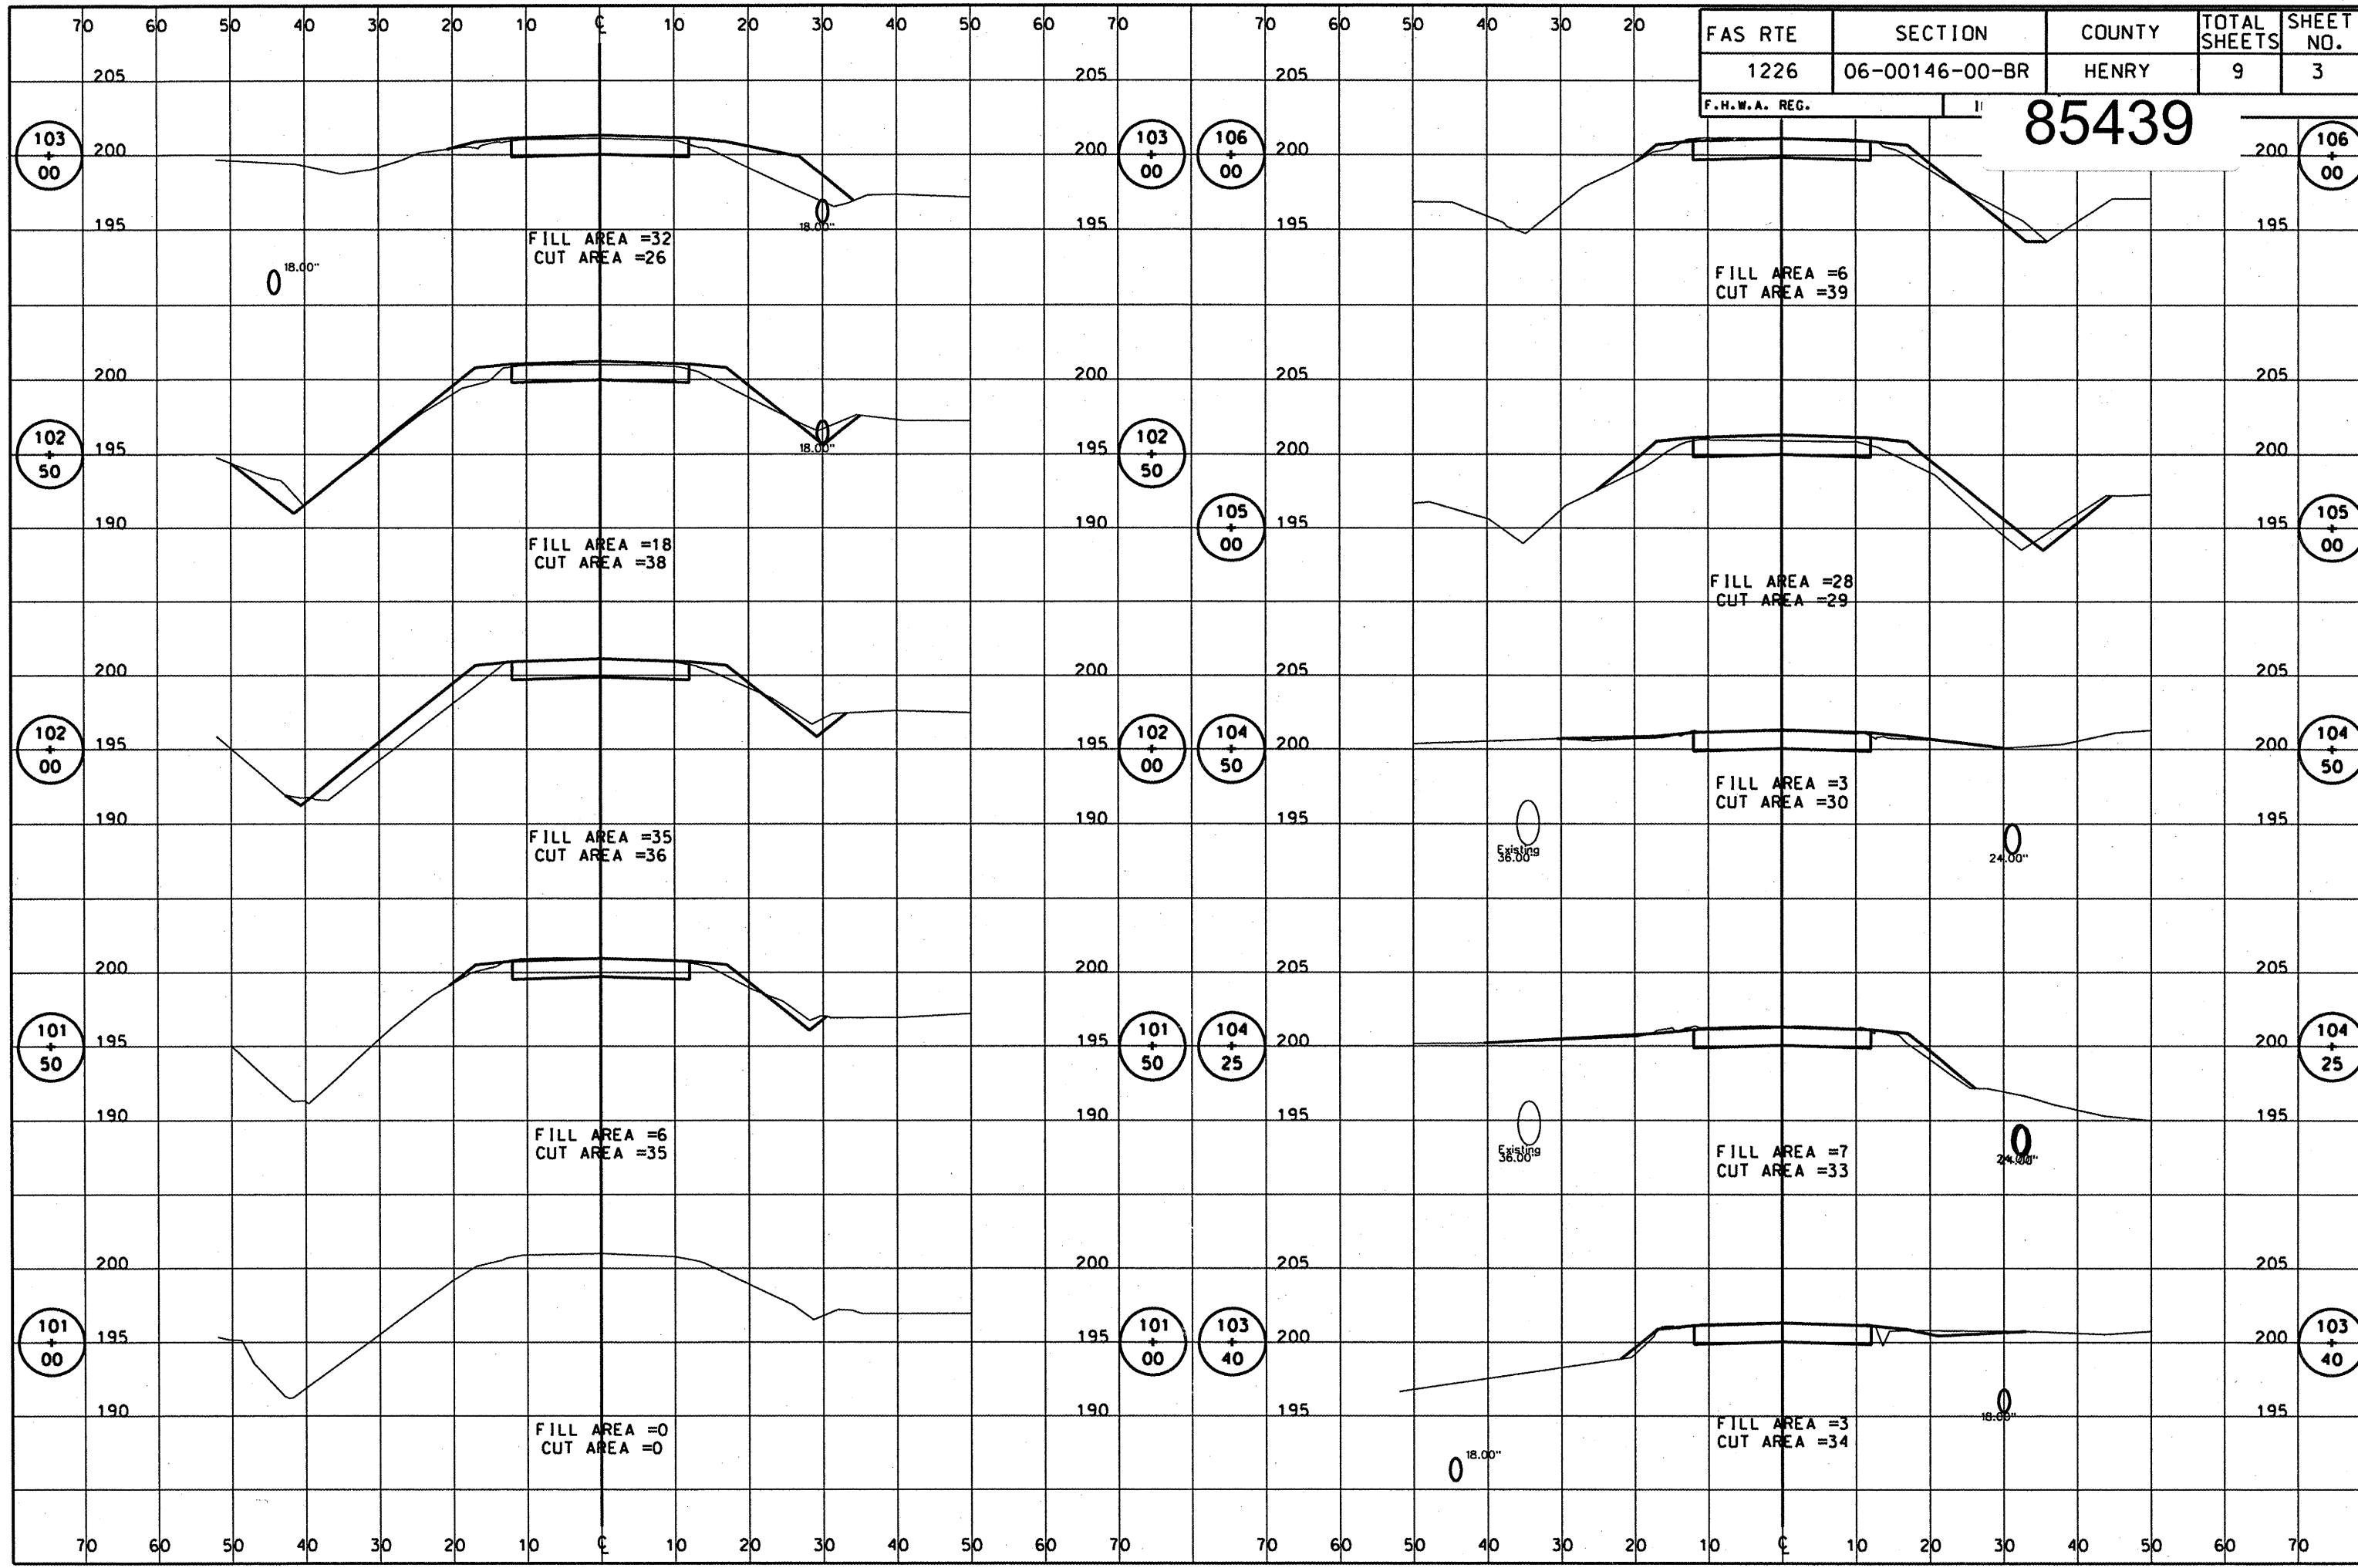 70 60 50 40 30 20 10 ℄ 10 20 30 40 50 60 70 70 60 50 40 30 20
FAS RTE SECTION COUNTY TOTAL SHEETS SHEET NO.
1226 06-00146-00-BR HENRY 9 3
F.H.W.A. REG.
85439
205 205 205
103 + 00 200 200 103 + 00
195 195
18.00"
18.00"
FILL AREA =32
CUT AREA =26
106 + 00 200 200 106 + 00
195 195
FILL AREA =6
CUT AREA =39
200 200
102 + 50 195 195 102 + 50
190 190
18.00"
FILL AREA =18
CUT AREA =38
205 205
200 200
105 + 00 195 195 105 + 00
FILL AREA =28
CUT AREA =29
200 200
102 + 00 195 195 102 + 00
190 190
FILL AREA =35
CUT AREA =36
205 205
104 + 50 200 200 104 + 50
195 195
FILL AREA =3
CUT AREA =30
Existing
36.00"
24.00"
200 200
101 + 50 195 195 101 + 50
190 190
FILL AREA =6
CUT AREA =35
205 205
104 + 25 200 200 104 + 25
195 195
Existing
36.00"
FILL AREA =7
CUT AREA =33
200 200
101 + 00 195 195 101 + 00
190 190
FILL AREA =0
CUT AREA =0
205 205
103 + 40 200 200 103 + 40
195 195
18.00"
18.00"
FILL AREA =3
CUT AREA =34
70 60 50 40 30 20 10 ℄ 10 20 30 40 50 60 70 70 60 50 40 30 20 10 ℄ 10 20 30 40 50 60 70